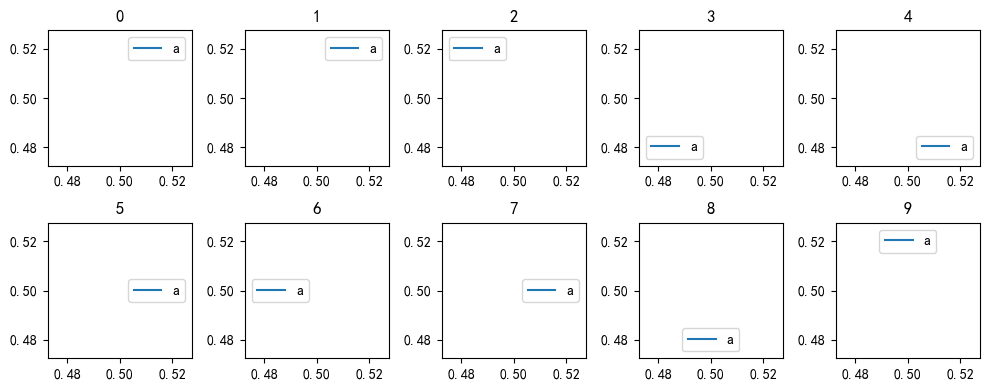 0 1 2 3 4
0.52 a 0.52 a 0.52 a 0.52 0.52
0.50 0.50 0.50 0.50 0.50
0.48 0.48 0.48 0.48 a 0.48 a
0.48 0.50 0.52 0.48 0.50 0.52 0.48 0.50 0.52 0.48 0.50 0.52 0.48 0.50 0.52
5 6 7 8 9
0.52 0.52 0.52 0.52 0.52 a
0.50 a 0.50 a 0.50 a 0.50 0.50
0.48 0.48 0.48 0.48 a 0.48
0.48 0.50 0.52 0.48 0.50 0.52 0.48 0.50 0.52 0.48 0.50 0.52 0.48 0.50 0.52